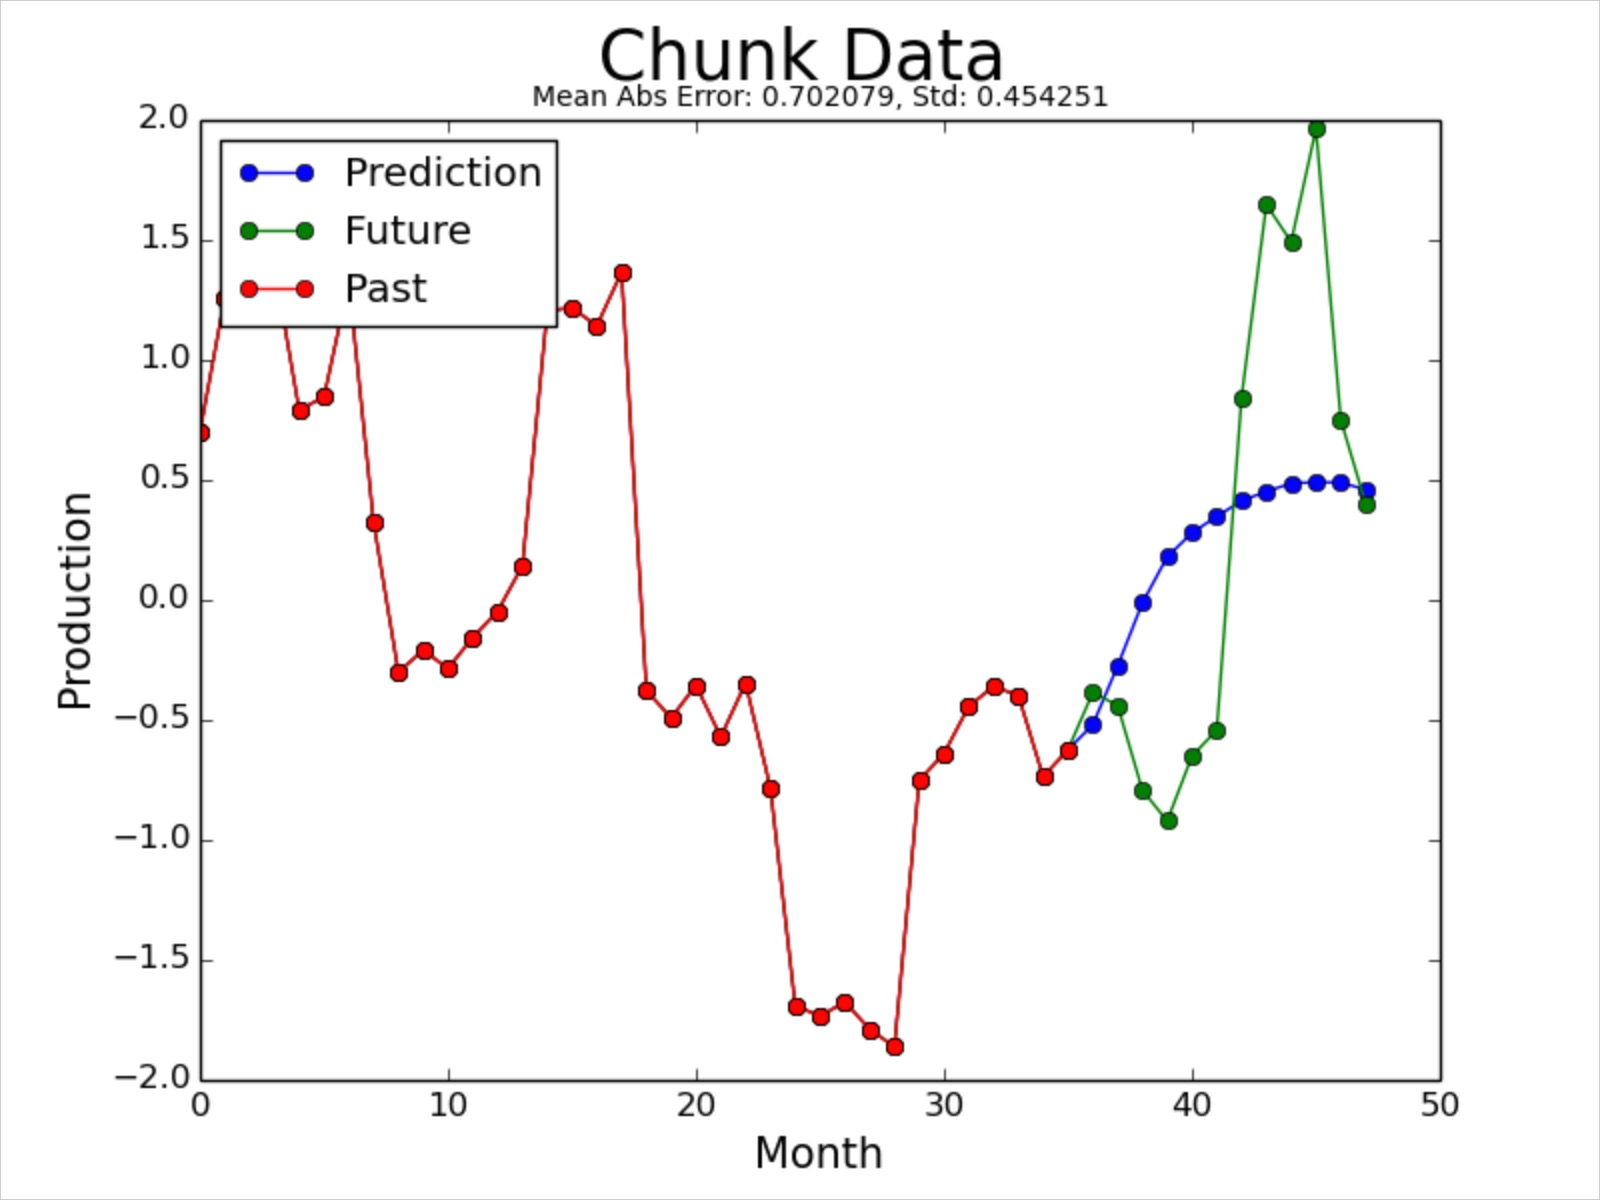 Chunk Data
Mean Abs Error: 0.702079, Std: 0.454251
Prediction
Future
Past
2.0
1.5
1.0
0.5
0.0
−0.5
−1.0
−1.5
−2.0
Production
0 10 20 30 40 50
Month